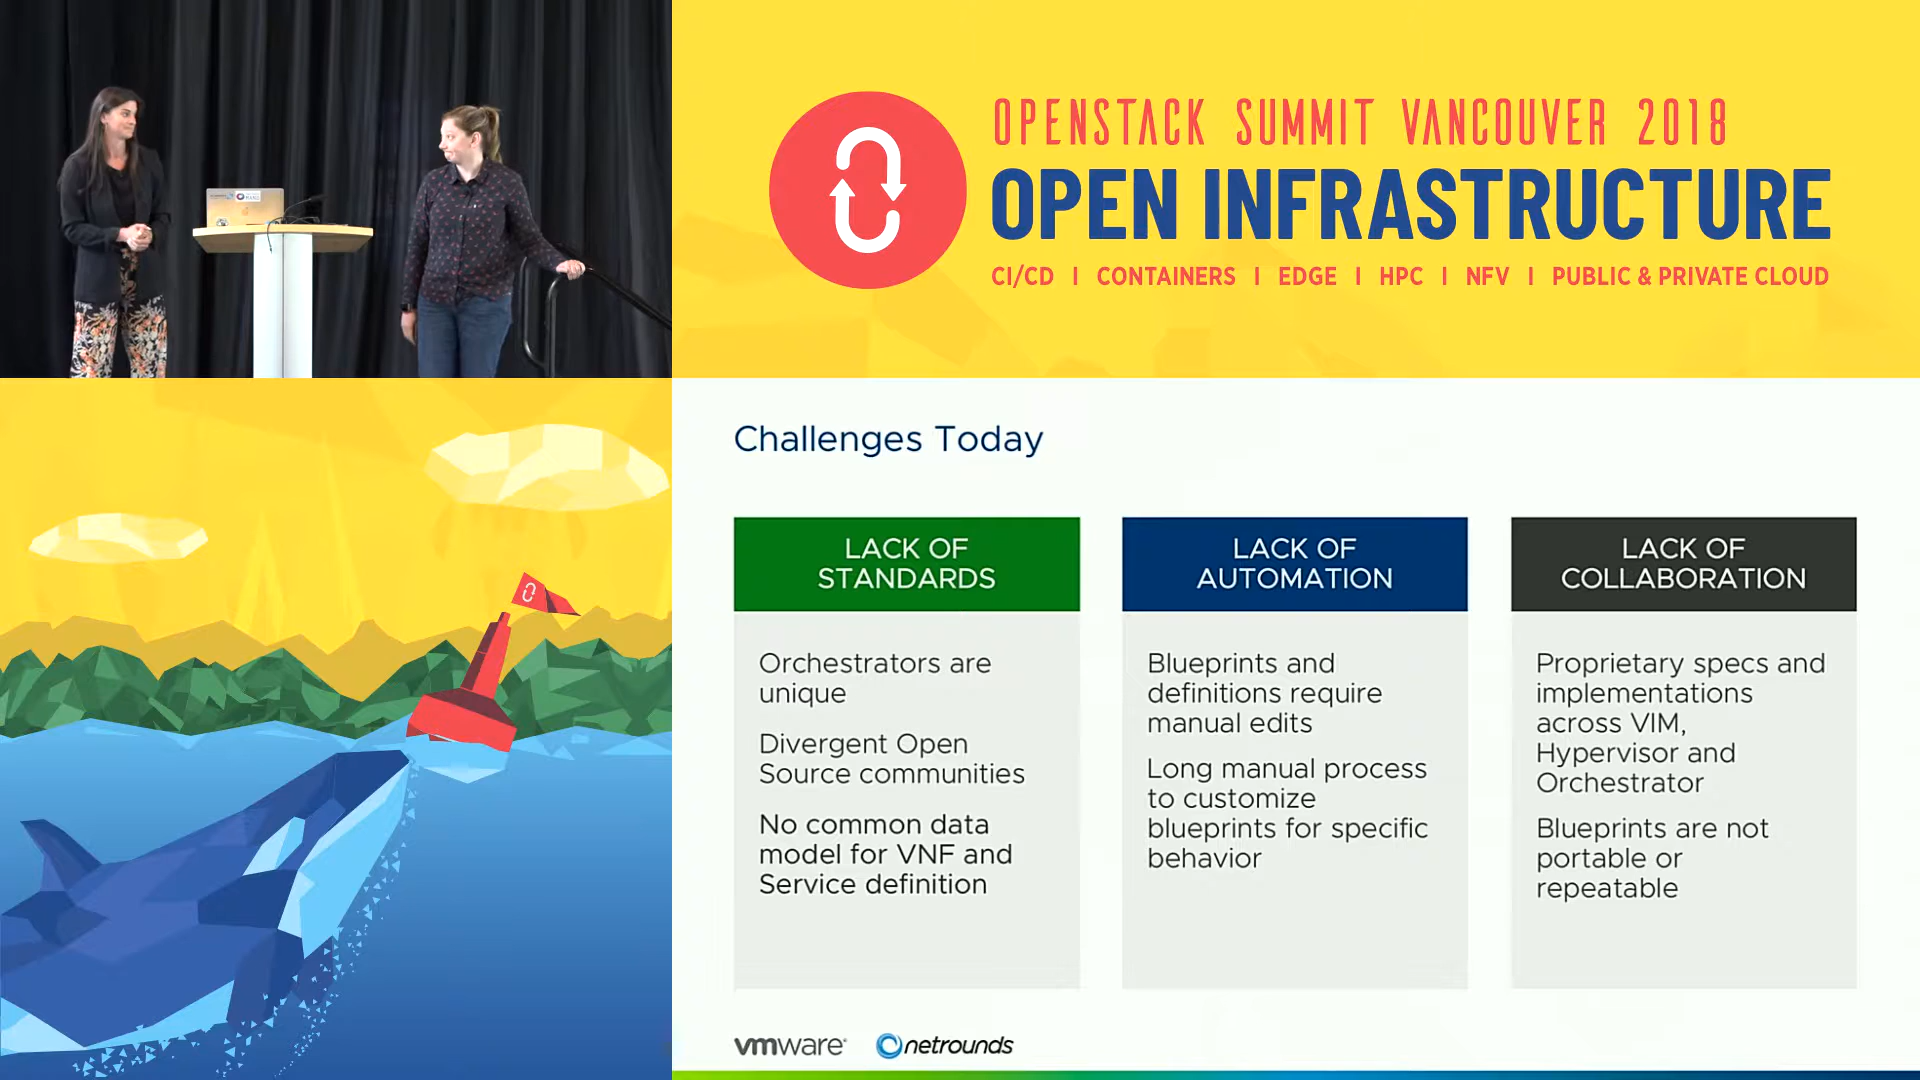 OPENSTACK SUMMIT VANCOUVER 2018
OPEN INFRASTRUCTURE
CI/CD | CONTAINERS | EDGE | HPC | NFV | PUBLIC & PRIVATE CLOUD
Challenges Today
LACK OF
STANDARDS
Orchestrators are
unique
Divergent Open
Source communities
No common data
model for VNF and
Service definition
LACK OF
AUTOMATION
Blueprints and
definitions require
manual edits
Long manual process
to customize
blueprints for specific
behavior
LACK OF
COLLABORATION
Proprietary specs and
implementations
across VIM,
Hypervisor and
Orchestrator
Blueprints are not
portable or
repeatable
vmware
netrounds